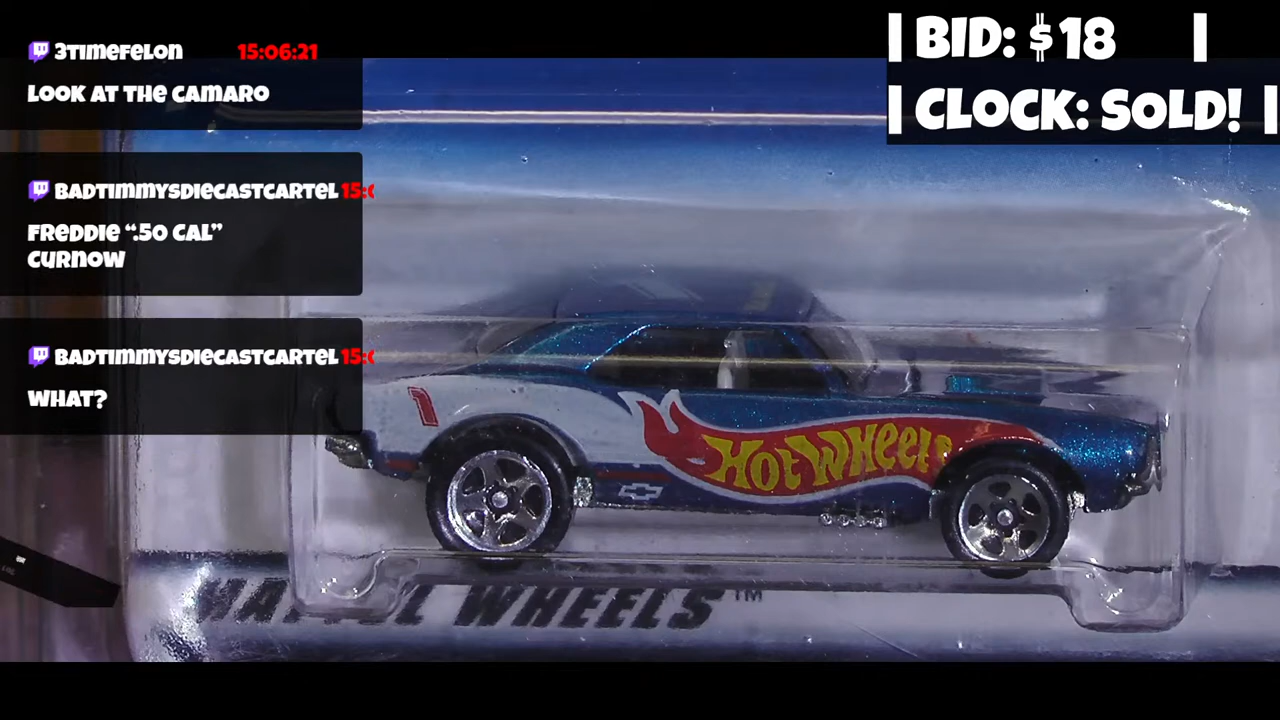 3TIMEFELON 15:06:21
LOOK AT THE CAMARO
BADTIMMYSDIECASTCARTEL
FREDDIE “.50 CAL”
CURNOW
BADTIMMYSDIECASTCARTEL
WHAT?
| BID: $18 |
| CLOCK: SOLD! |
1
HOT WHEELS
WHEELS™